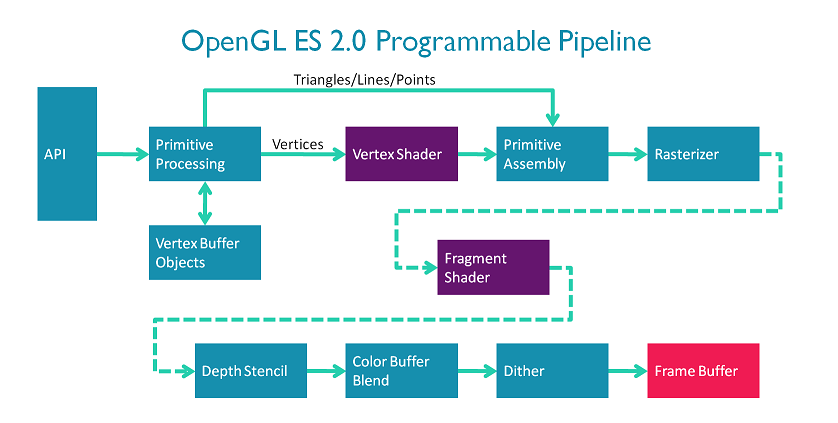 OpenGL ES 2.0 Programmable Pipeline
Triangles/Lines/Points
API
Primitive
Processing
Vertices
Vertex Shader
Primitive
Assembly
Rasterizer
Vertex Buffer
Objects
Fragment
Shader
Depth Stencil
Color Buffer
Blend
Dither
Frame Buffer